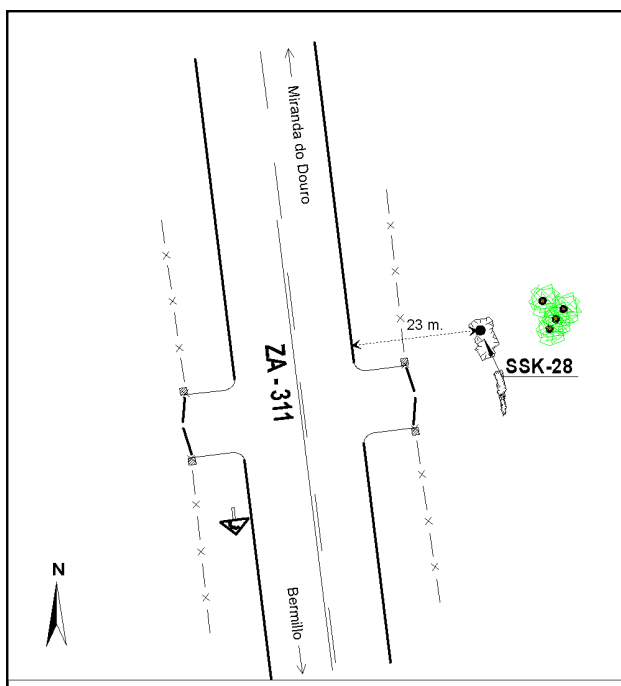 Miranda do Douro
23 m.
ZA - 311
SSK-28
N
Bermillo